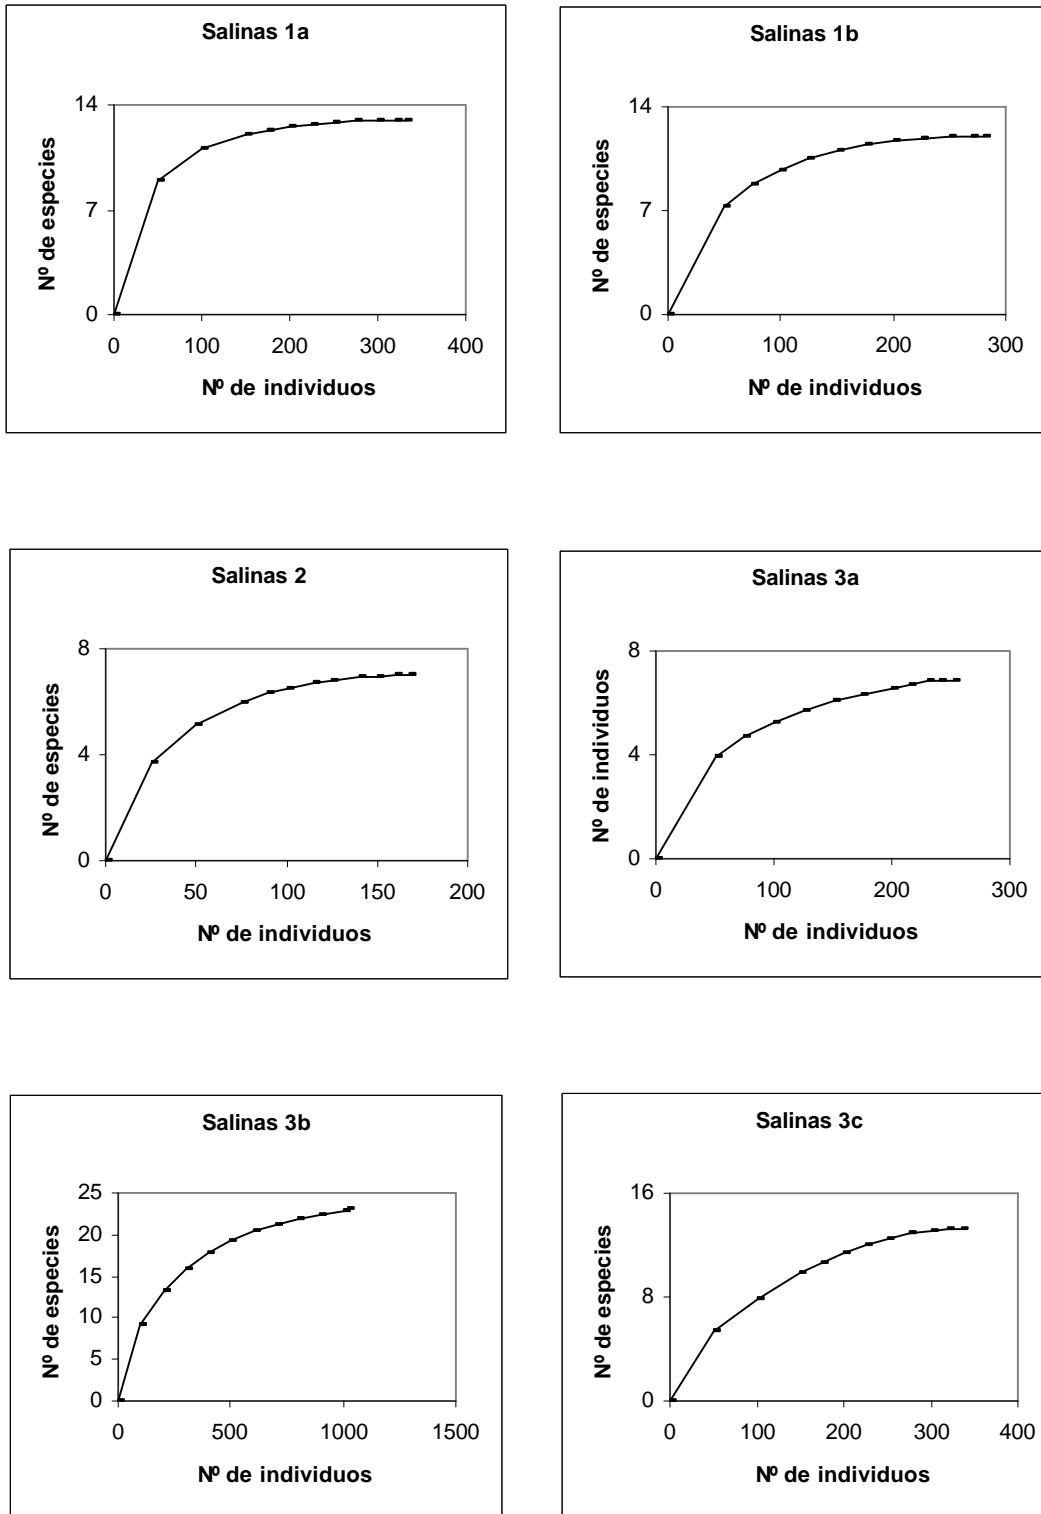 Salinas 1a
14
7
0
0 100 200 300 400
Nº de especies
Nº de individuos
Salinas 1b
14
7
0
0 100 200 300
Nº de especies
Nº de individuos
Salinas 2
8
4
0
0 50 100 150 200
Nº de especies
Nº de individuos
Salinas 3a
8
4
0
0 100 200 300
Nº de individuos
Nº de individuos
Salinas 3b
25
20
15
10
5
0
0 500 1000 1500
Nº de especies
Nº de individuos
Salinas 3c
16
8
0
0 100 200 300 400
Nº de especies
Nº de individuos